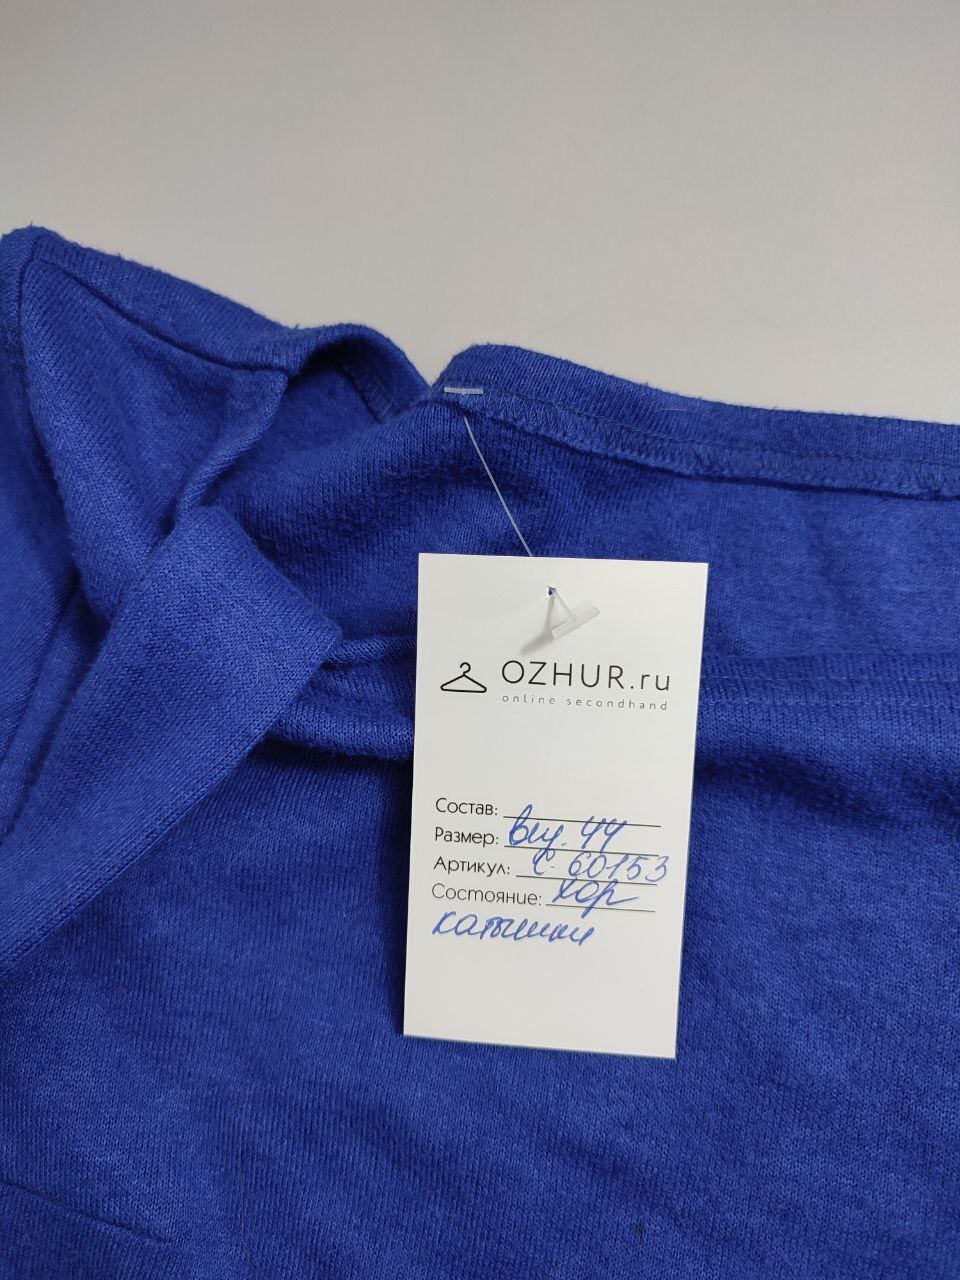 OZHUR.ru
online secondhand
Состав:
Размер: виз. 44
Артикул: С-60153
Состояние: хор
катышки